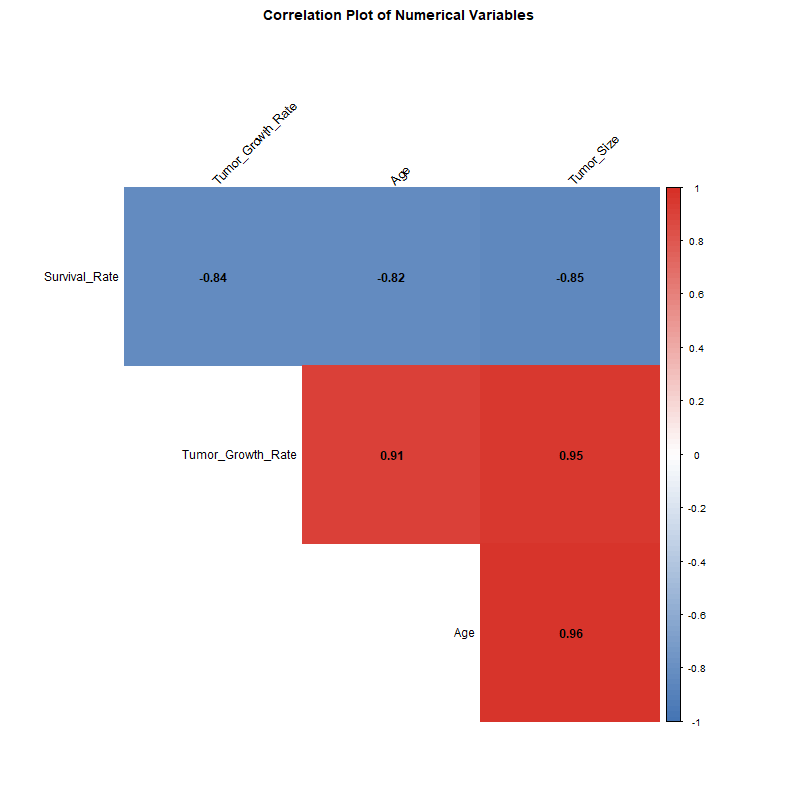 Correlation Plot of Numerical Variables
Tumor_Growth_Rate
Age
Tumor_Size
Survival_Rate
-0.84
-0.82
-0.85
Tumor_Growth_Rate
0.91
0.95
Age
0.96
1
0.8
0.6
0.4
0.2
0
-0.2
-0.4
-0.6
-0.8
-1